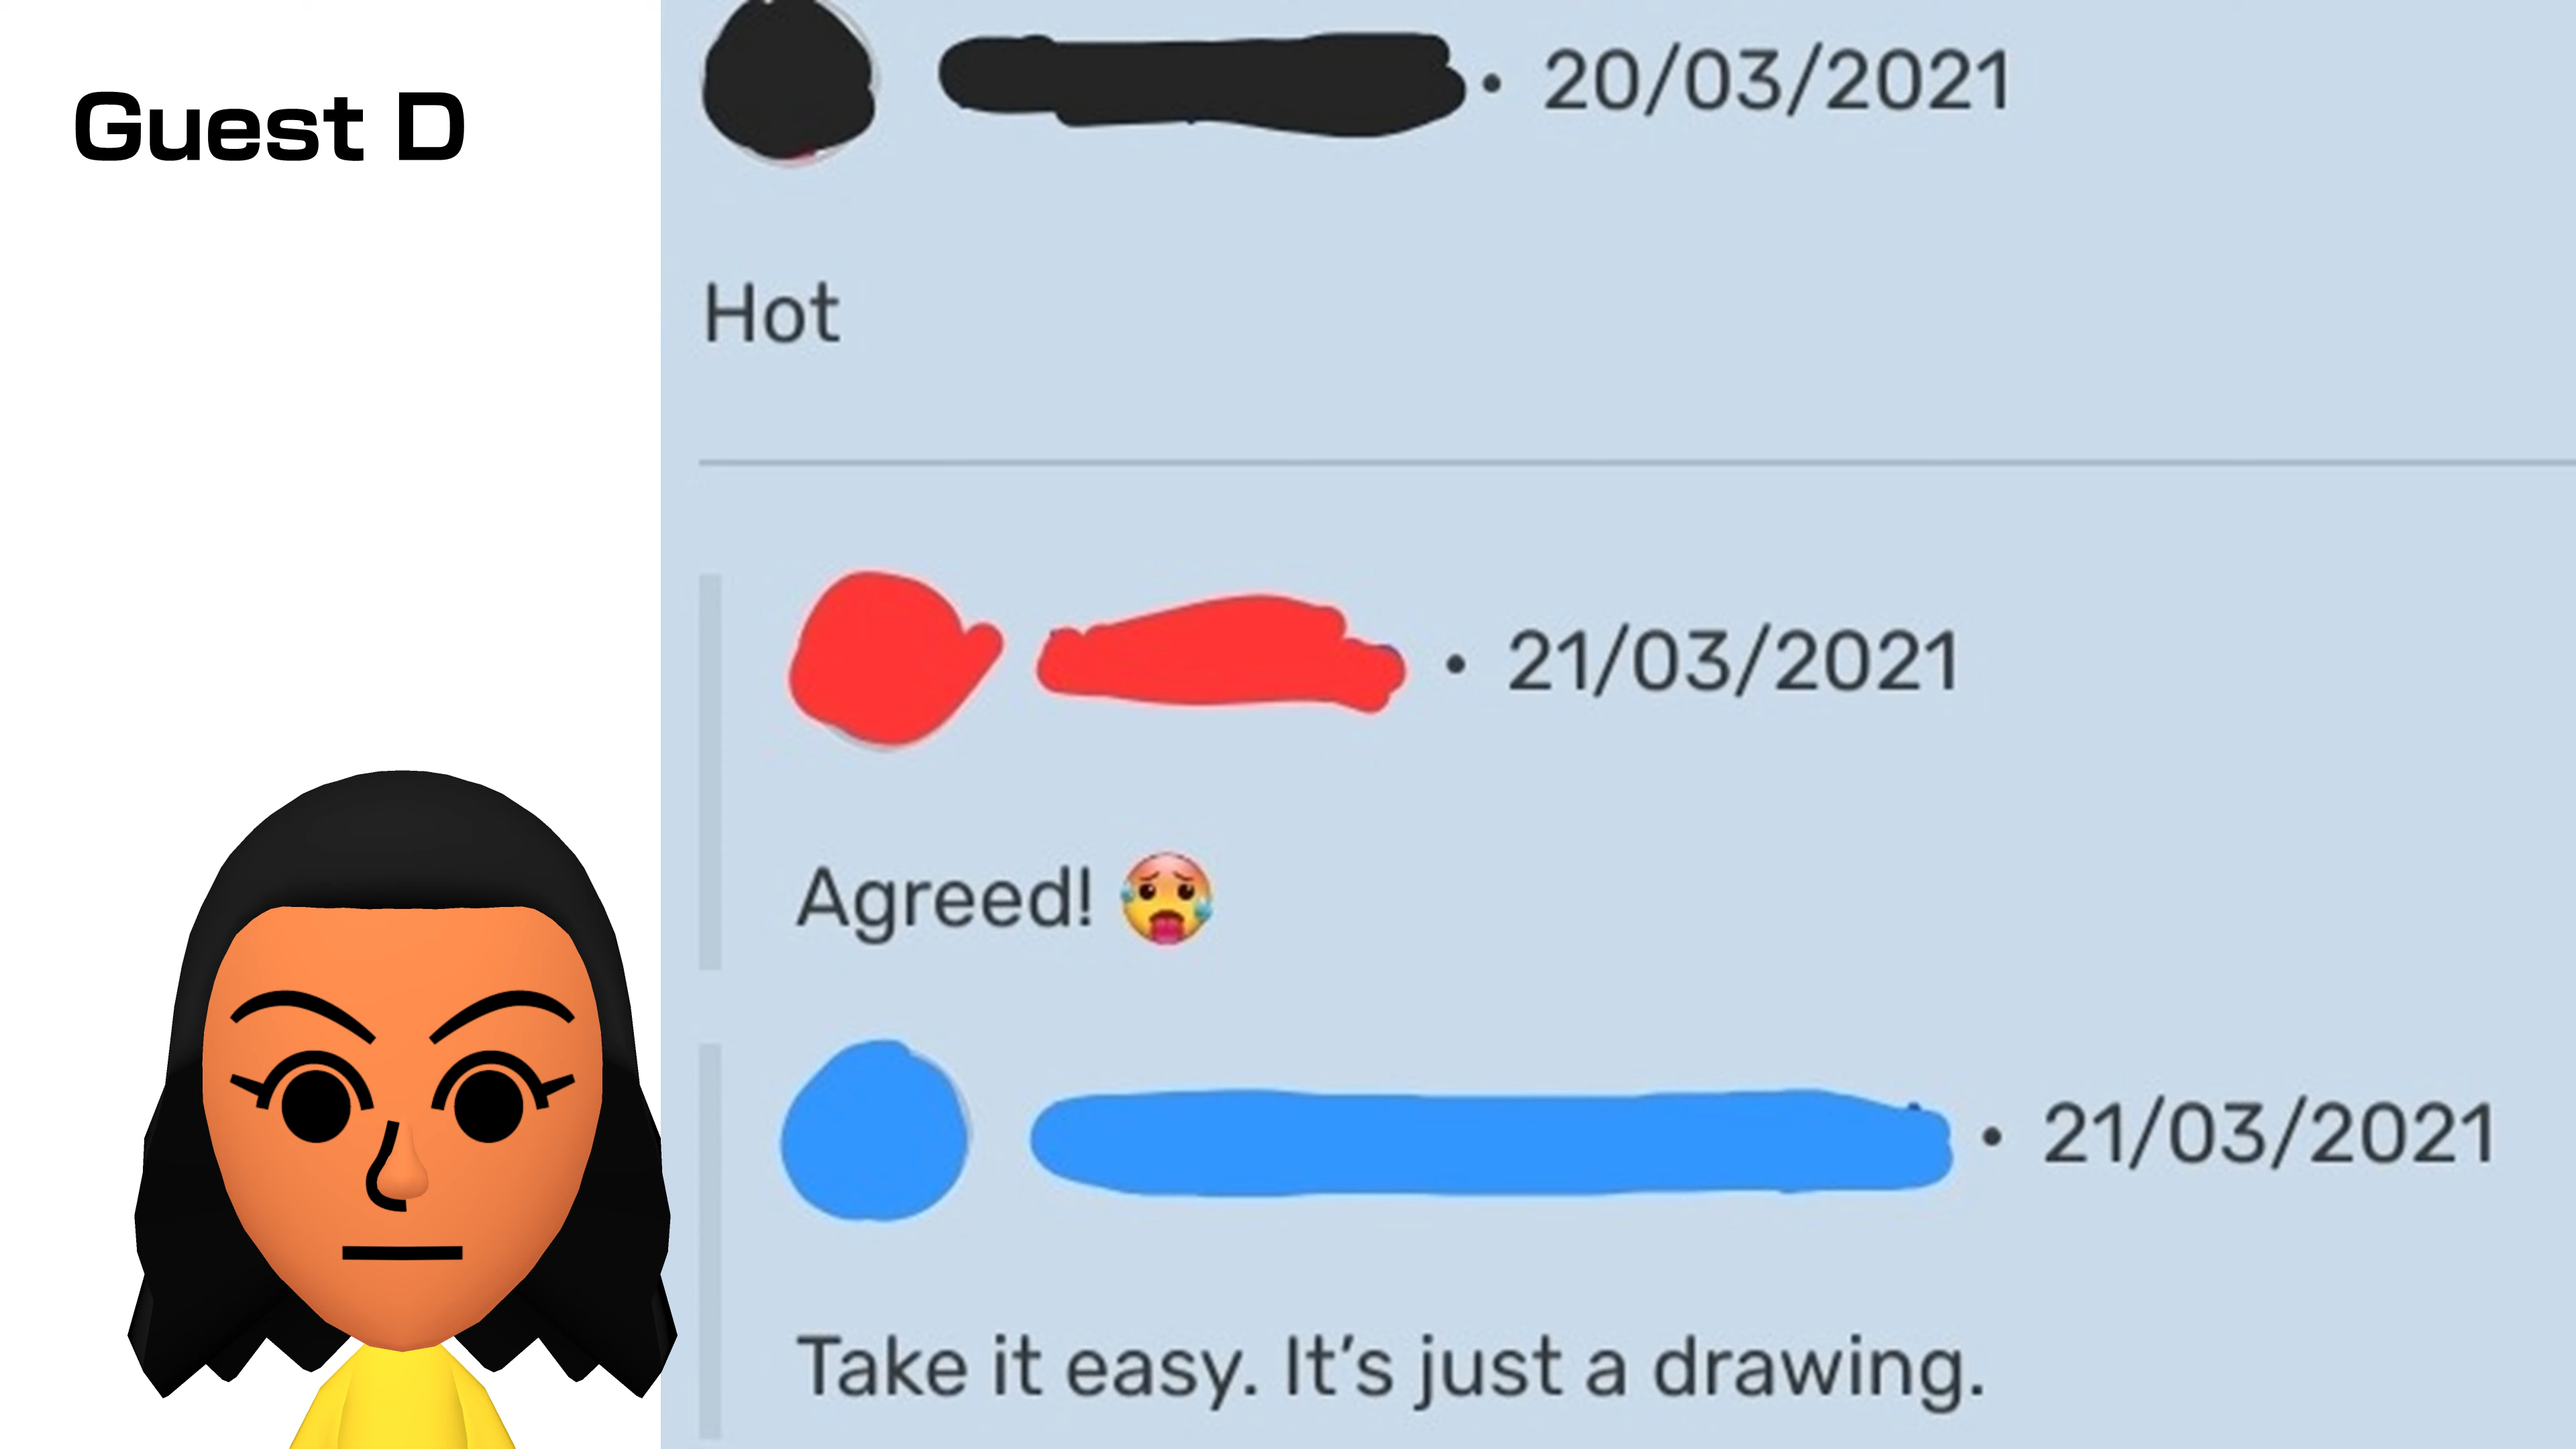 Guest D
• 20/03/2021
Hot
• 21/03/2021
Agreed! 🥵
• 21/03/2021
Take it easy. It’s just a drawing.